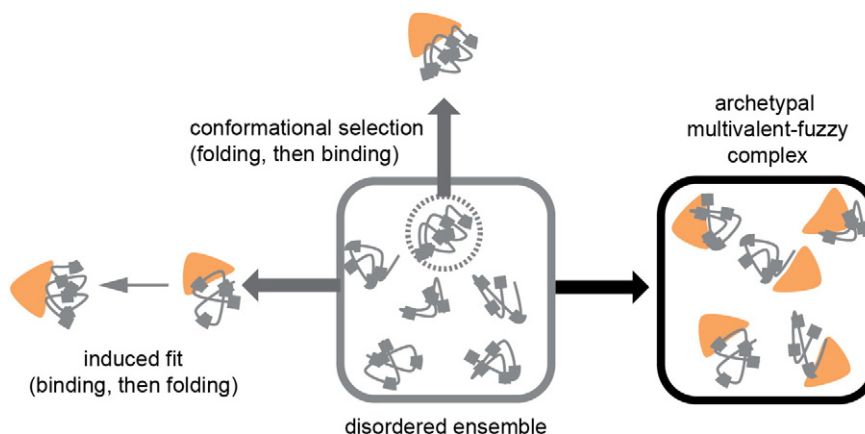 conformational selection
(folding, then binding)
archetypal
multivalent-fuzzy
complex
induced fit
(binding, then folding)
disordered ensemble